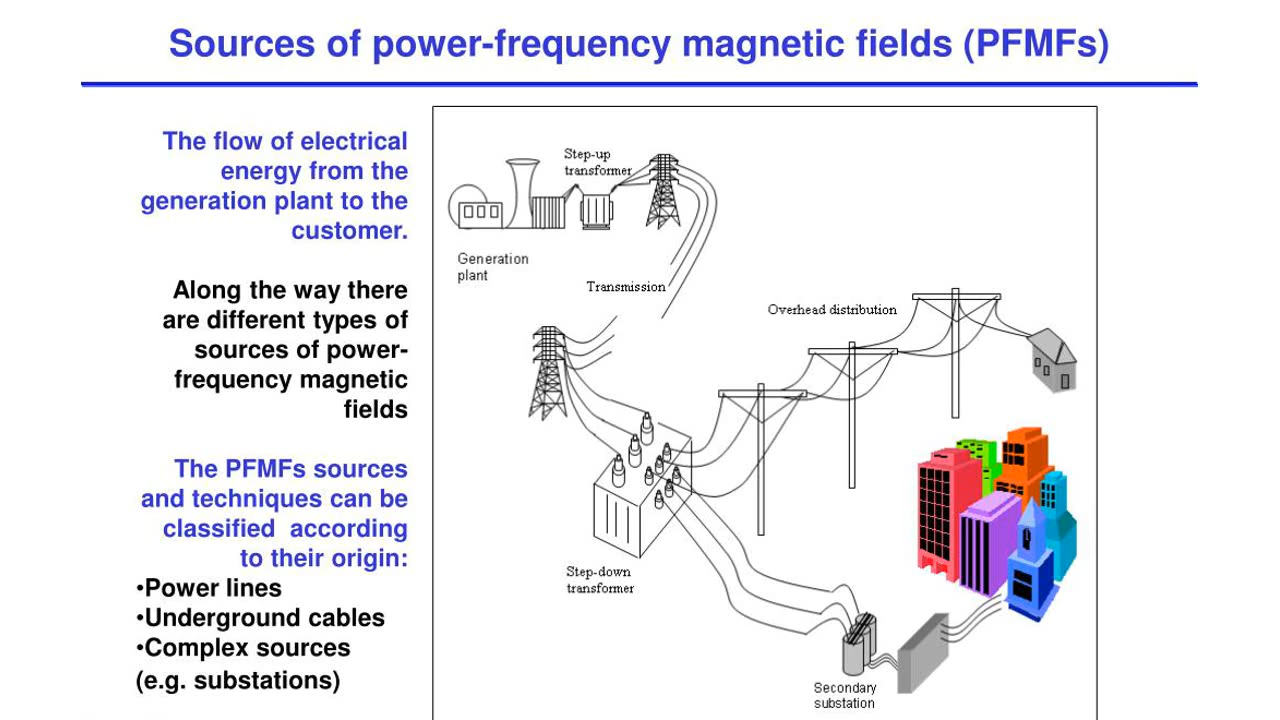 Sources of power-frequency magnetic fields (PFMFs)
The flow of electrical
energy from the
generation plant to the
customer.
Along the way there
are different types of
sources of power-
frequency magnetic
fields
The PFMFs sources
and techniques can be
classified  according
to their origin:
•Power lines
•Underground cables
•Complex sources
(e.g. substations)
Step-up
transformer
Generation
plant
Transmission
Overhead distribution
Step-down
transformer
Secondary
substation